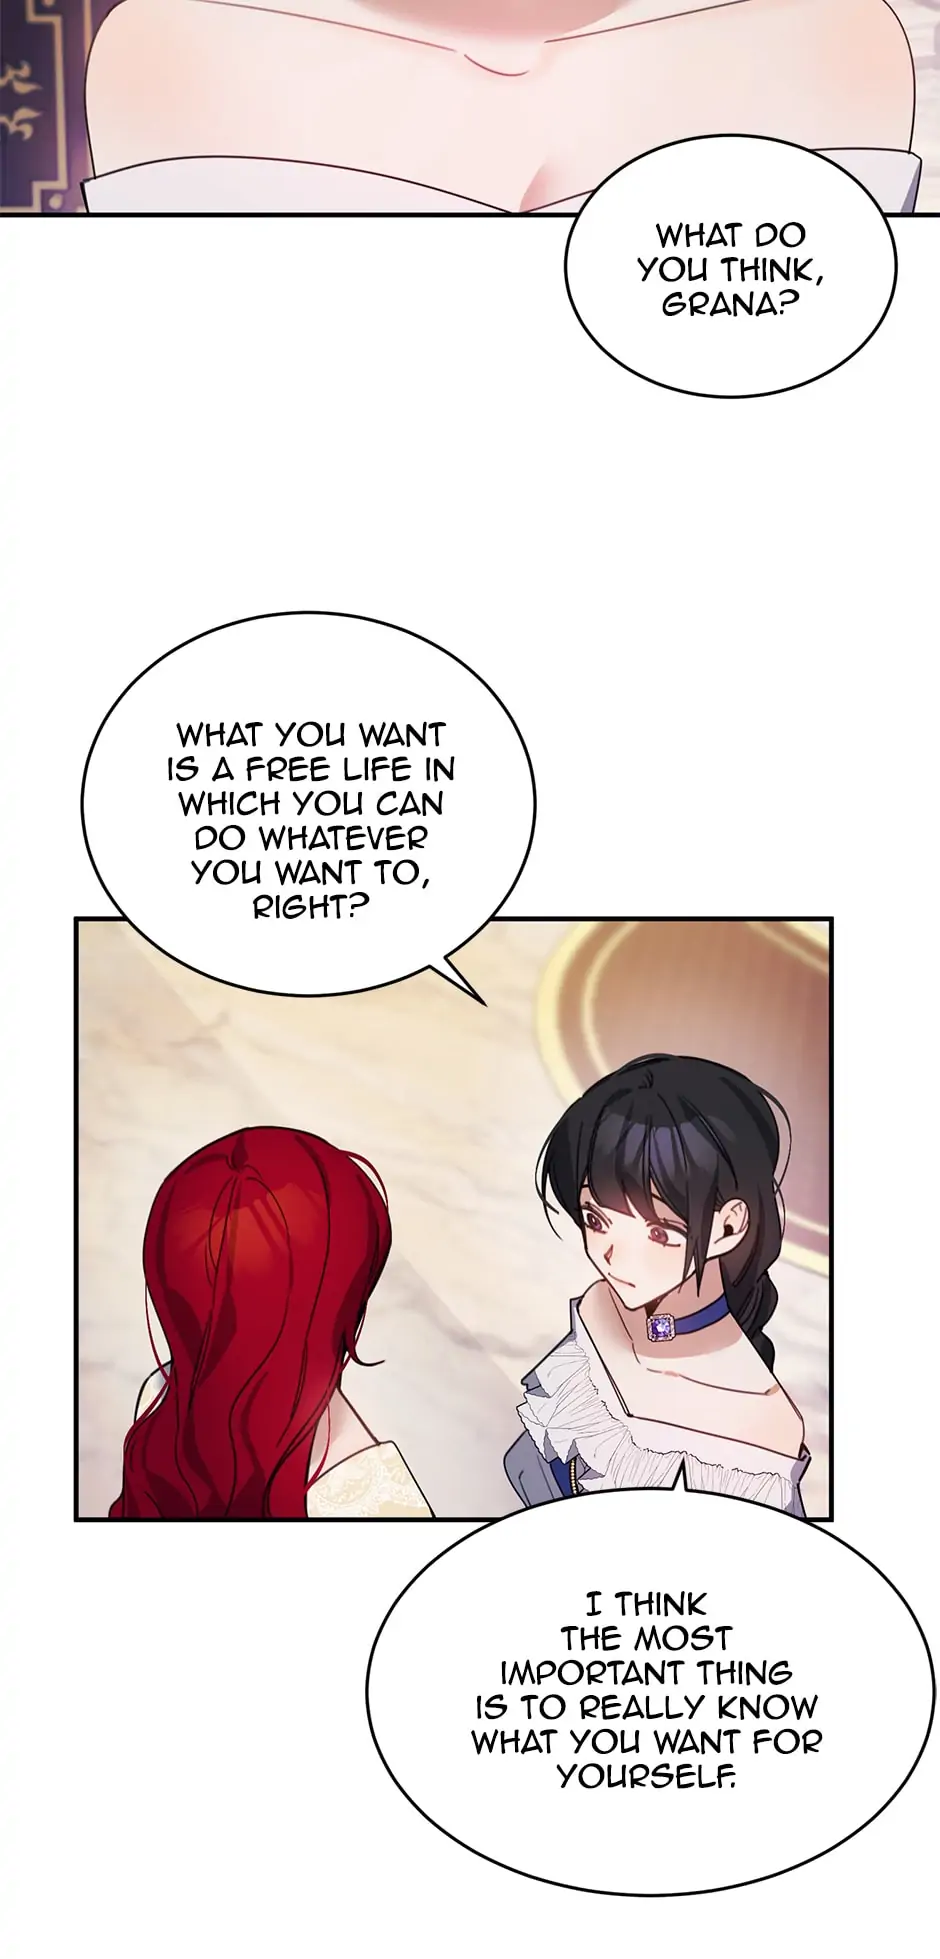 WHAT DO
YOU THINK,
GRANA?
WHAT YOU WANT
IS A FREE LIFE IN
WHICH YOU CAN
DO WHATEVER
YOU WANT TO,
RIGHT?
I THINK
THE MOST
IMPORTANT THING
IS TO REALLY KNOW
WHAT YOU WANT FOR
YOURSELF.